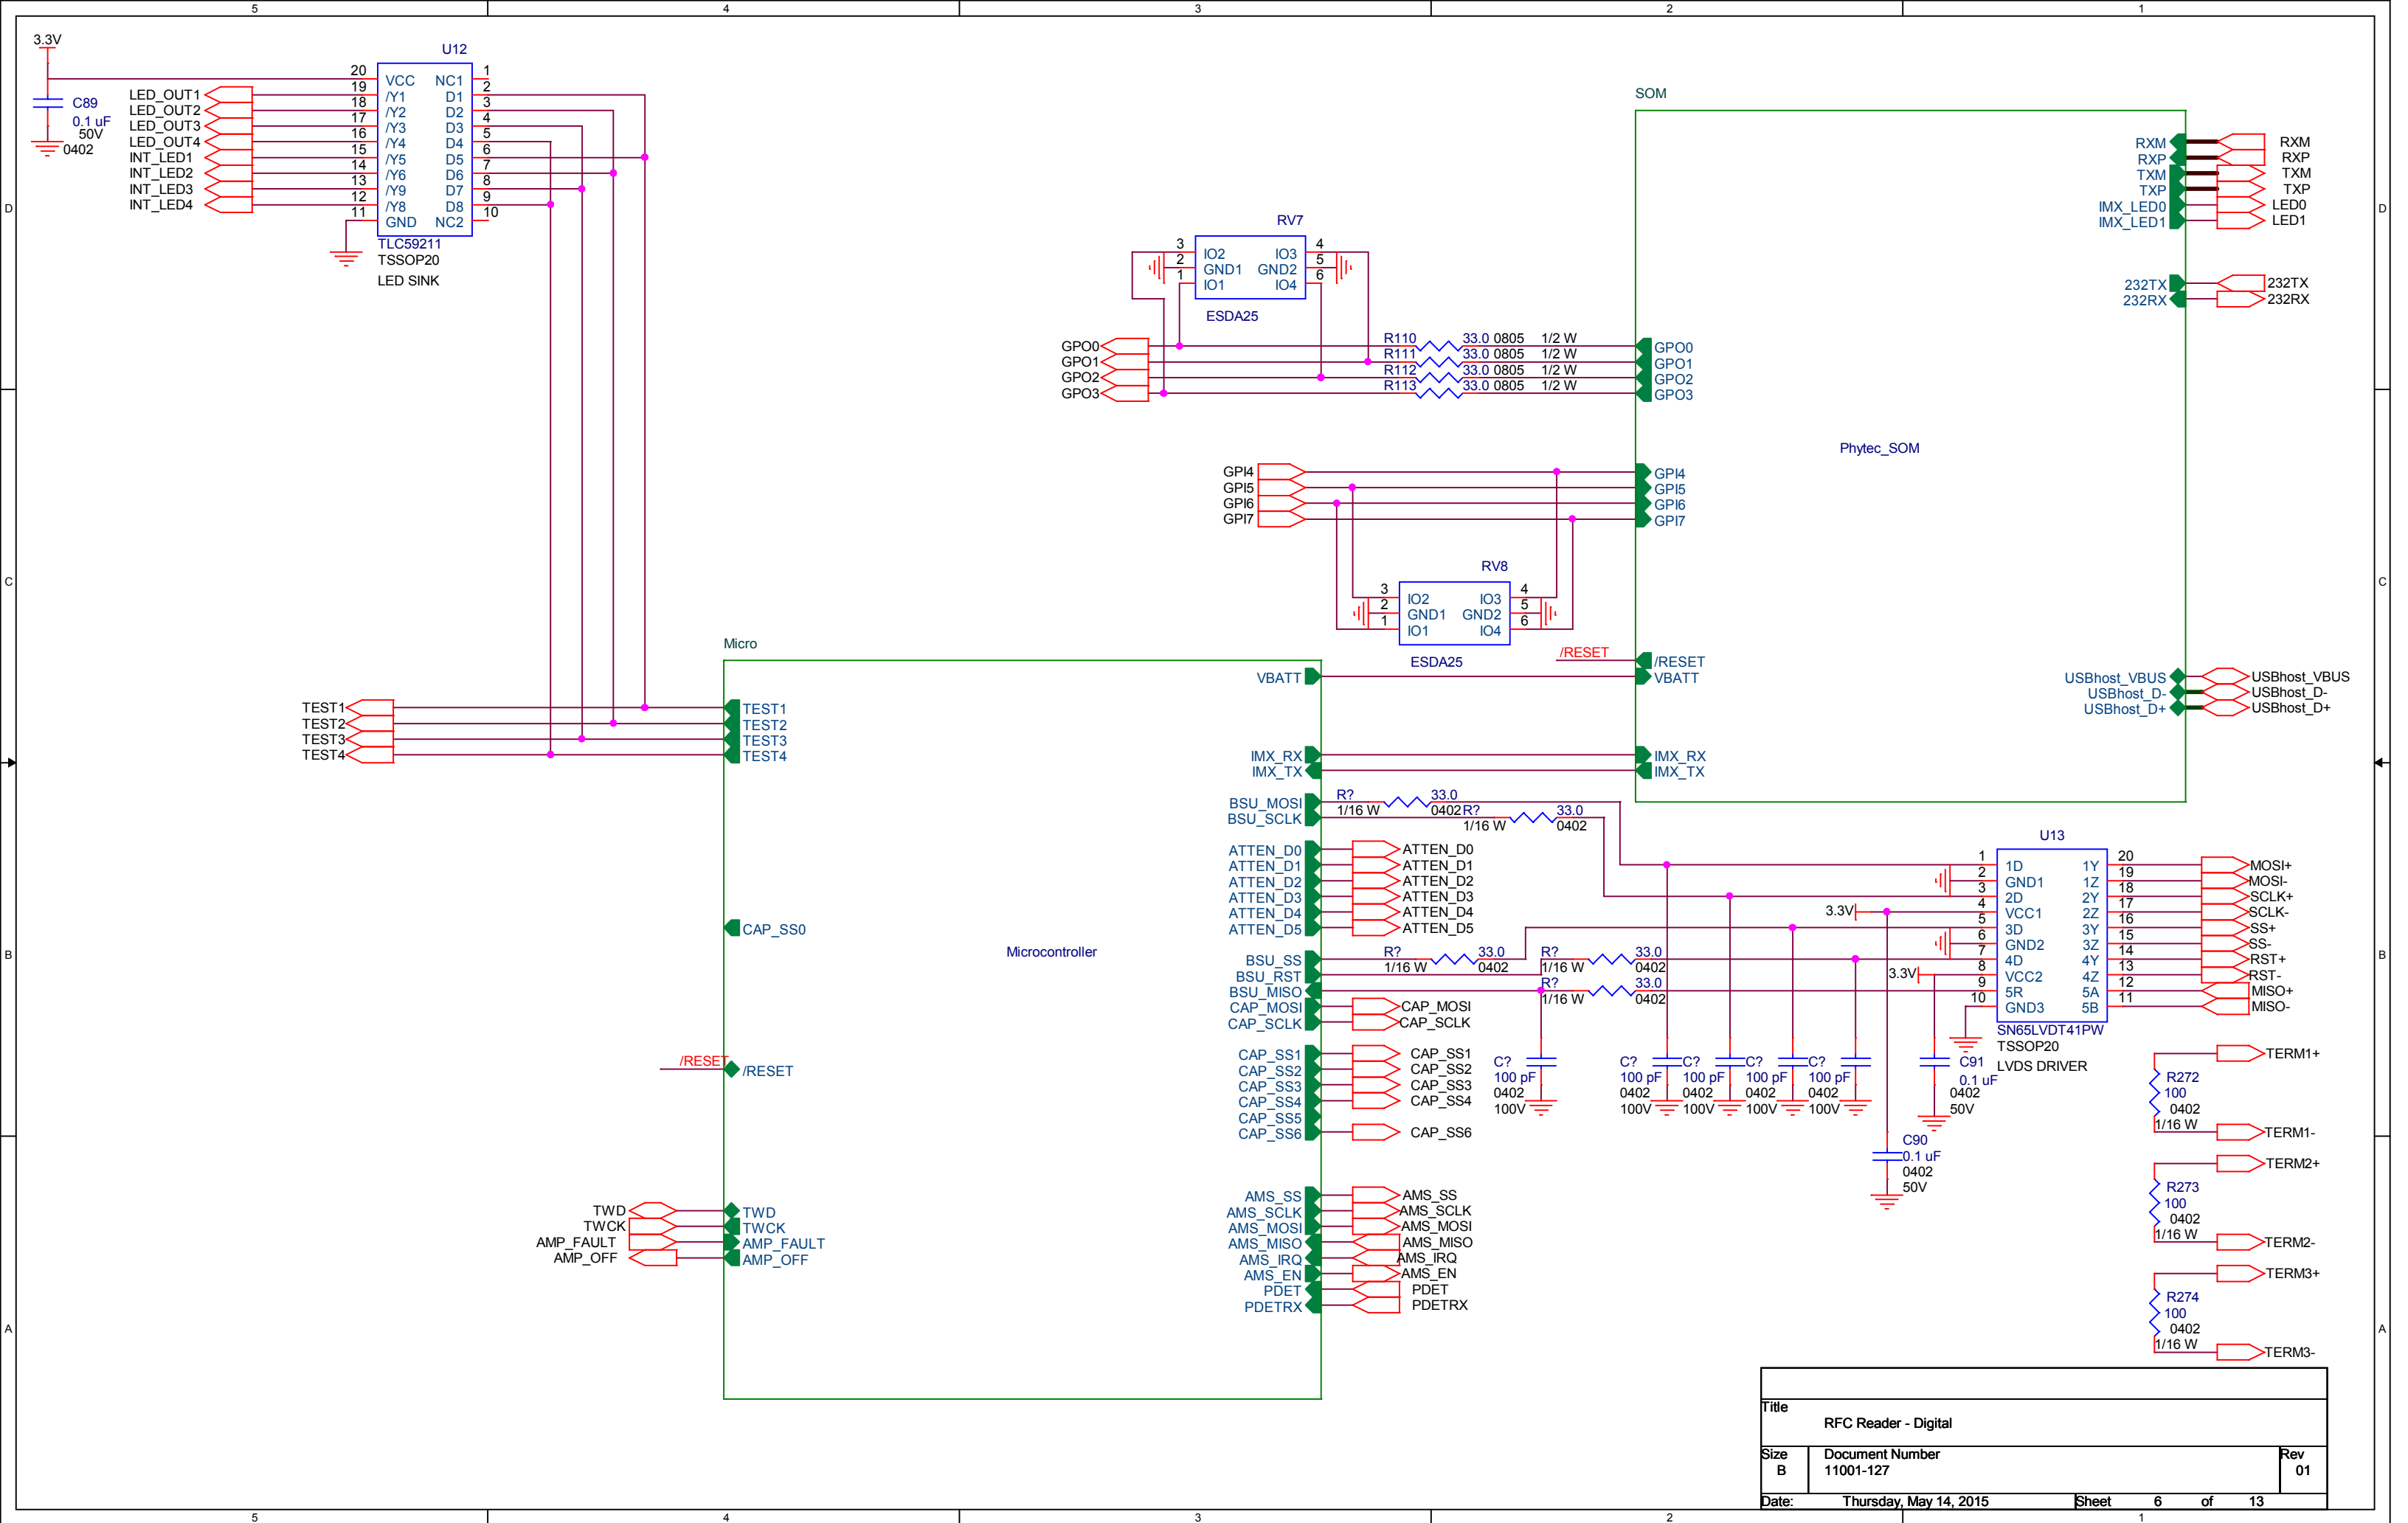 5 4 3 2 1
D
C
B
A
D
C
B
A
5 4 3 2 1
3.3V
C89
0.1 uF
50V
0402
LED_OUT1
LED_OUT2
LED_OUT3
LED_OUT4
INT_LED1
INT_LED2
INT_LED3
INT_LED4
U12
20 VCC NC1 1
19 /Y1 D1 2
18 /Y2 D2 3
17 /Y3 D3 4
16 /Y4 D4 5
15 /Y5 D5 6
14 /Y6 D6 7
13 /Y9 D7 8
12 /Y8 D8 9
11 GND NC2 10
TLC59211
TSSOP20
LED SINK
RV7
3 IO2 IO3 4
2 GND1 GND2 5
1 IO1 IO4 6
ESDA25
GPO0 R110 33.0 0805 1/2 W GPO0
GPO1 R111 33.0 0805 1/2 W GPO1
GPO2 R112 33.0 0805 1/2 W GPO2
GPO3 R113 33.0 0805 1/2 W GPO3
GPI4 GPI4
GPI5 GPI5
GPI6 GPI6
GPI7 GPI7
RV8
3 IO2 IO3 4
2 GND1 GND2 5
1 IO1 IO4 6
ESDA25
SOM
Phytec_SOM
RXM RXM
RXP RXP
TXM TXM
TXP TXP
IMX_LED0 LED0
IMX_LED1 LED1
232TX 232TX
232RX 232RX
/RESET /RESET
VBATT
USBhost_VBUS USBhost_VBUS
USBhost_D- USBhost_D-
USBhost_D+ USBhost_D+
IMX_RX
IMX_TX
Micro
Microcontroller
TEST1 TEST1
TEST2 TEST2
TEST3 TEST3
TEST4 TEST4
CAP_SS0
/RESET /RESET
TWD TWD
TWCK TWCK
AMP_FAULT AMP_FAULT
AMP_OFF AMP_OFF
VBATT
IMX_RX
IMX_TX
BSU_MOSI R? 33.0
1/16 W 0402
BSU_SCLK R? 33.0
1/16 W 0402
ATTEN_D0 ATTEN_D0
ATTEN_D1 ATTEN_D1
ATTEN_D2 ATTEN_D2
ATTEN_D3 ATTEN_D3
ATTEN_D4 ATTEN_D4
ATTEN_D5 ATTEN_D5
BSU_SS R? 33.0
1/16 W 0402
BSU_RST R? 33.0
1/16 W 0402
BSU_MISO R? 33.0
1/16 W 0402
CAP_MOSI CAP_MOSI
CAP_SCLK CAP_SCLK
CAP_SS1 CAP_SS1
CAP_SS2 CAP_SS2
CAP_SS3 CAP_SS3
CAP_SS4 CAP_SS4
CAP_SS5
CAP_SS6 CAP_SS6
AMS_SS AMS_SS
AMS_SCLK AMS_SCLK
AMS_MOSI AMS_MOSI
AMS_MISO AMS_MISO
AMS_IRQ AMS_IRQ
AMS_EN AMS_EN
PDET PDET
PDETRX PDETRX
C? C? C? C? C?
100 pF 100 pF 100 pF 100 pF 100 pF
0402 0402 0402 0402 0402
100V 100V 100V 100V 100V
3.3V
3.3V
C91
0.1 uF
0402
50V
C90
0.1 uF
0402
50V
U13
1 1D 1Y 20 MOSI+
2 GND1 1Z 19 MOSI-
3 2D 2Y 18 SCLK+
4 VCC1 2Z 17 SCLK-
5 3D 3Y 16 SS+
6 GND2 3Z 15 SS-
7 4D 4Y 14 RST+
8 VCC2 4Z 13 RST-
9 5R 5A 12 MISO+
10 GND3 5B 11 MISO-
SN65LVDT41PW
TSSOP20
LVDS DRIVER
TERM1+
R272
100
0402
1/16 W
TERM1-
TERM2+
R273
100
0402
1/16 W
TERM2-
TERM3+
R274
100
0402
1/16 W
TERM3-
Title
RFC Reader - Digital
Size Document Number Rev
B 11001-127 01
Date: Thursday, May 14, 2015 Sheet 6 of 13